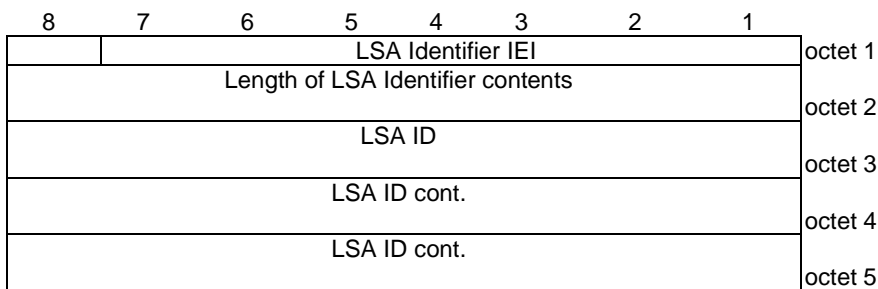 8 7 6 5 4 3 2 1
LSA Identifier IEI octet 1
Length of LSA Identifier contents
octet 2
LSA ID
octet 3
LSA ID cont.
octet 4
LSA ID cont.
octet 5